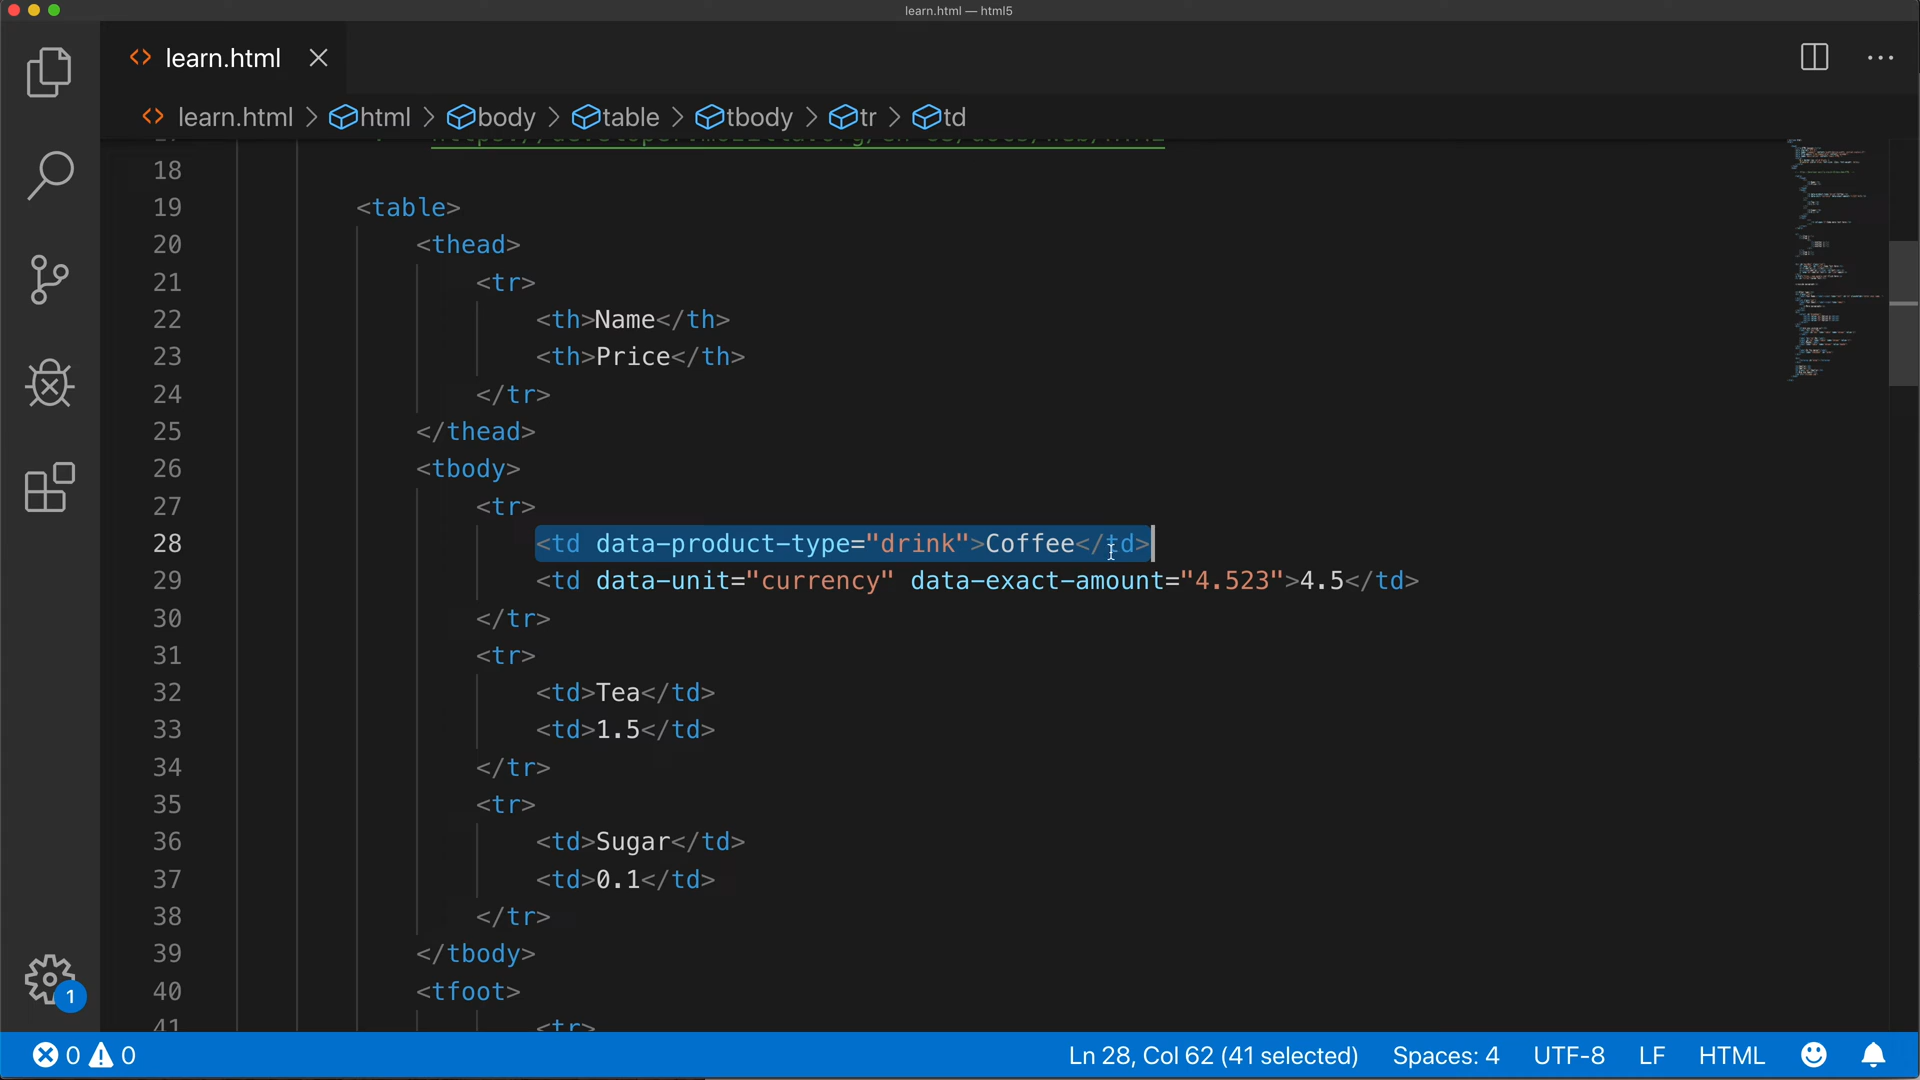 learn.html — html5
learn.html
learn.html > html > body > table > tbody > tr > td
18
19 <table>
20 <thead>
21 <tr>
22 <th>Name</th>
23 <th>Price</th>
24 </tr>
25 </thead>
26 <tbody>
27 <tr>
28 <td data-product-type="drink">Coffee</td>
29 <td data-unit="currency" data-exact-amount="4.523">4.5</td>
30 </tr>
31 <tr>
32 <td>Tea</td>
33 <td>1.5</td>
34 </tr>
35 <tr>
36 <td>Sugar</td>
37 <td>0.1</td>
38 </tr>
39 </tbody>
40 <tfoot>
41 <tr>
1
0 0 Ln 28, Col 62 (41 selected) Spaces: 4 UTF-8 LF HTML